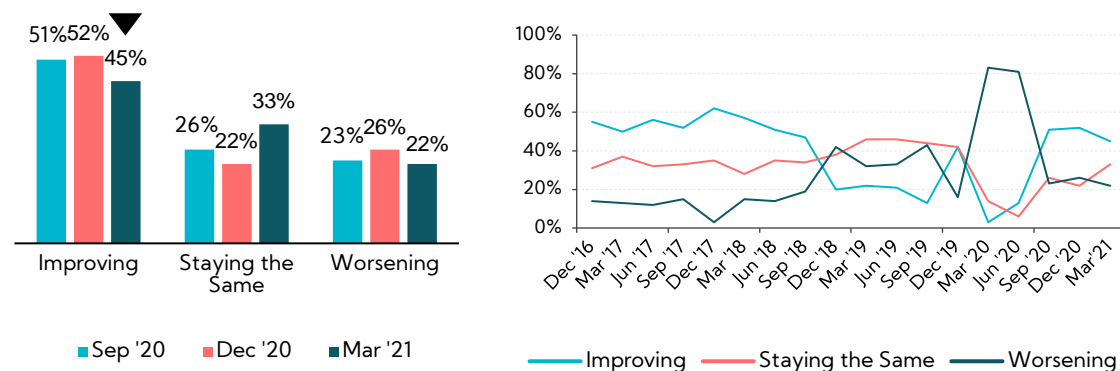 51%52%
45%
26%
22%
33%
23%
26%
22%
Improving
Staying the
Same
Worsening
Sep '20
Dec '20
Mar '21
100%
80%
60%
40%
20%
0%
Dec '16
Mar '17
Jun '17
Sep '17
Dec '17
Mar '18
Jun '18
Sep '18
Dec '18
Mar '19
Jun '19
Sep '19
Dec '19
Mar '20
Jun '20
Sep '20
Dec '20
Mar'21
Improving
Staying the Same
Worsening